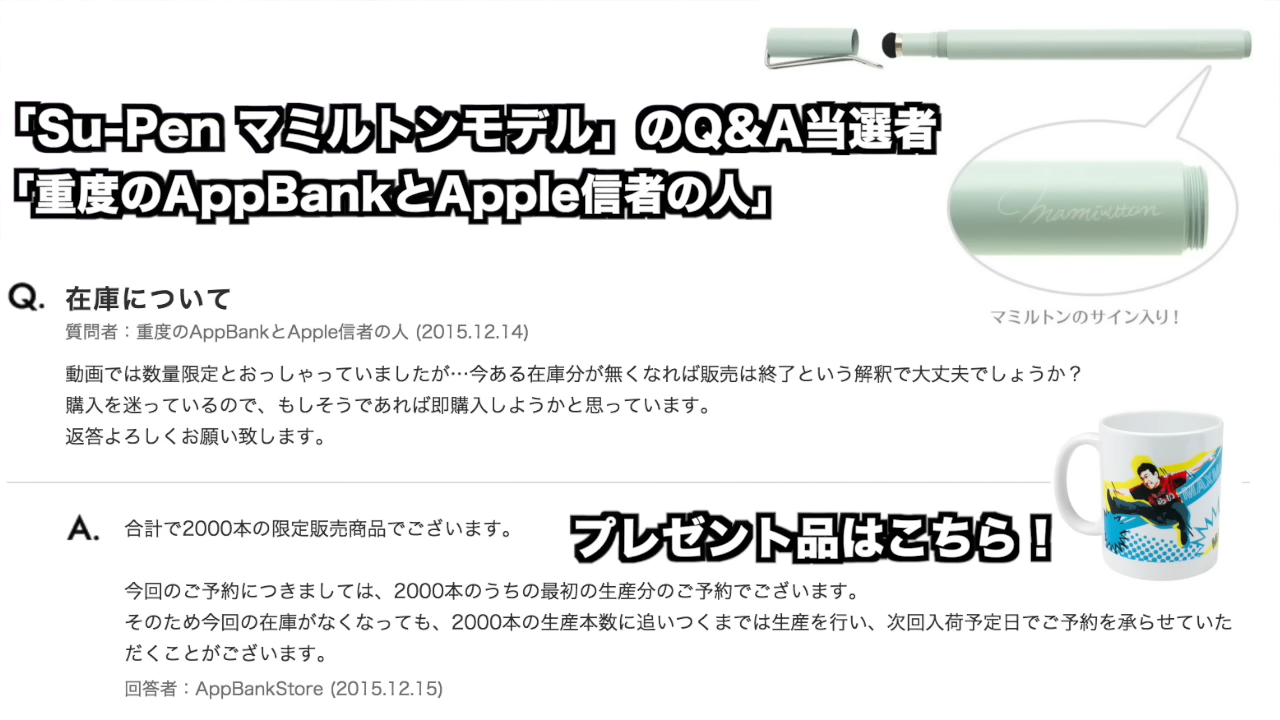 「Su-Pen マミルトンモデル」のQ&A当選者
「重度のAppBankとApple信者の人」
mamiutton
マミルトンのサイン入り！
Q. 在庫について
質問者：重度のAppBankとApple信者の人 (2015.12.14)
動画では数量限定とおっしゃっていましたが…今ある在庫分が無くなれば販売は終了という解釈で大丈夫でしょうか？
購入を迷っているので、もしそうであれば即購入しようかと思っています。
返答よろしくお願い致します。
A. 合計で2000本の限定販売商品でございます。
プレゼント品はこちら！
今回のご予約につきましては、2000本のうちの最初の生産分のご予約でございます。
そのため今回の在庫がなくなっても、2000本の生産本数に追いつくまでは生産を行い、次回入荷予定日でご予約を承らせていた
だくことがございます。
回答者：AppBankStore (2015.12.15)